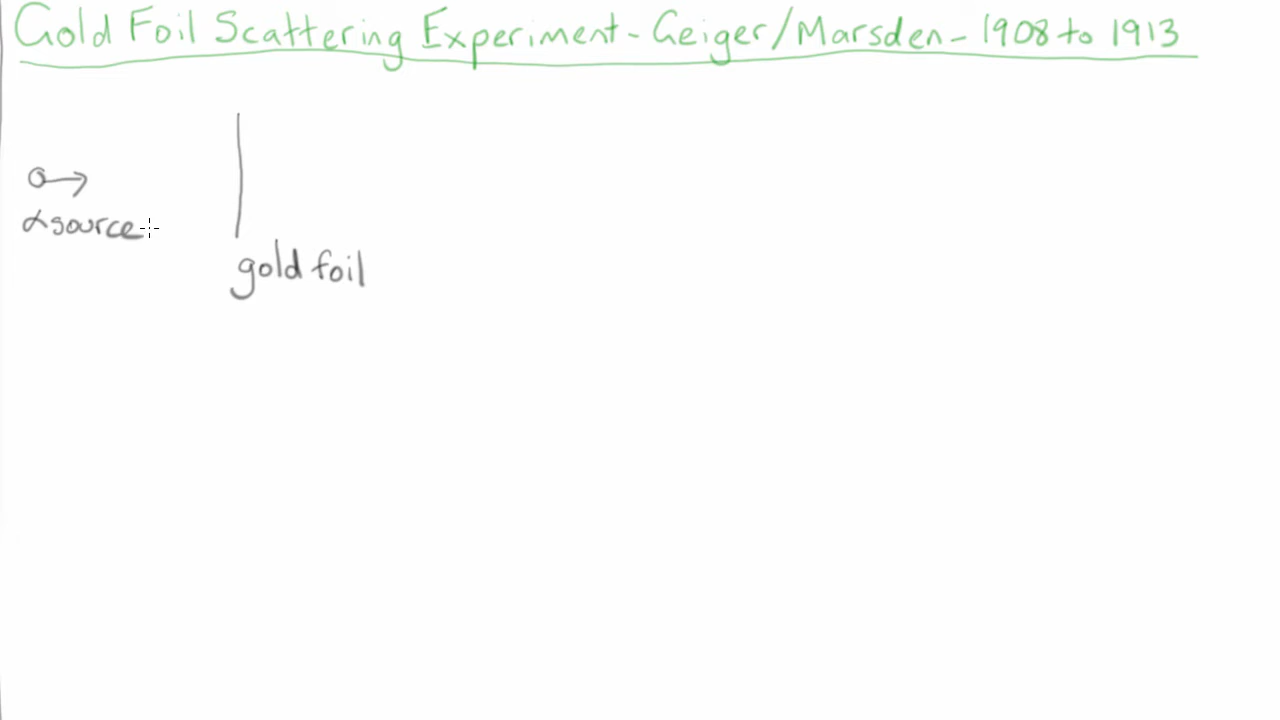 Gold Foil Scattering Experiment - Geiger/Marsden - 1908 to 1913
α source
gold foil